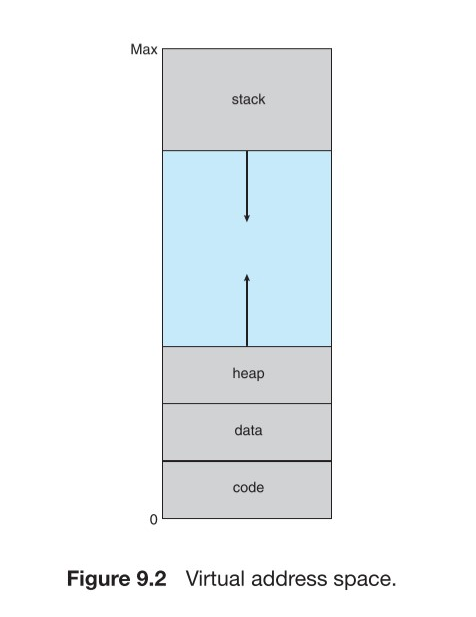 Max
stack
heap
data
code
0
Figure 9.2 Virtual address space.